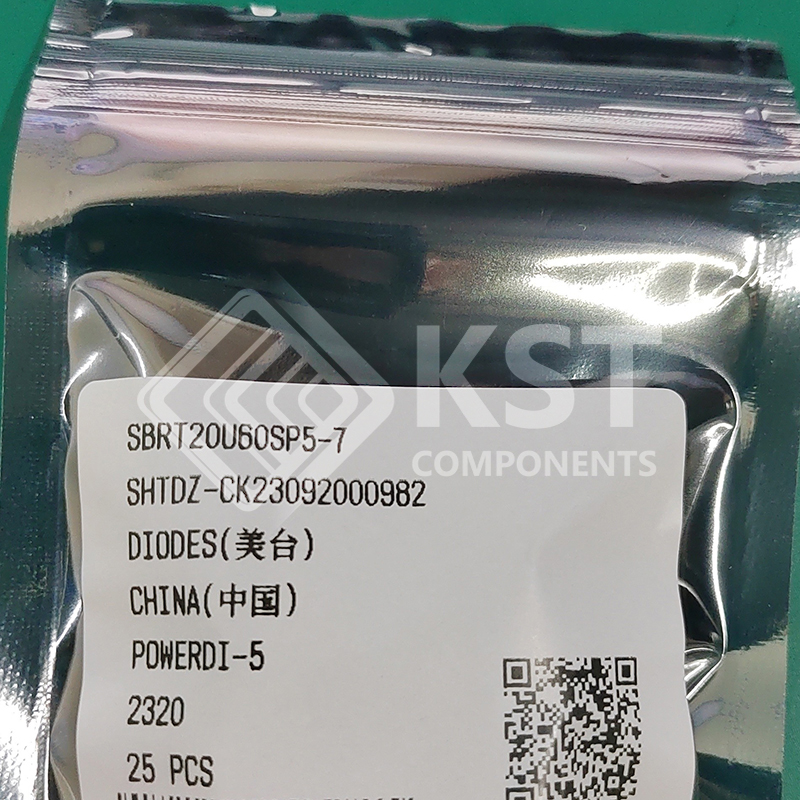 KST
COMPONENTS
SBRT20U60SP5-7
SHTDZ-CK23092000982
DIODES(美台)
CHINA(中国)
POWERDI-5
2320
25 PCS